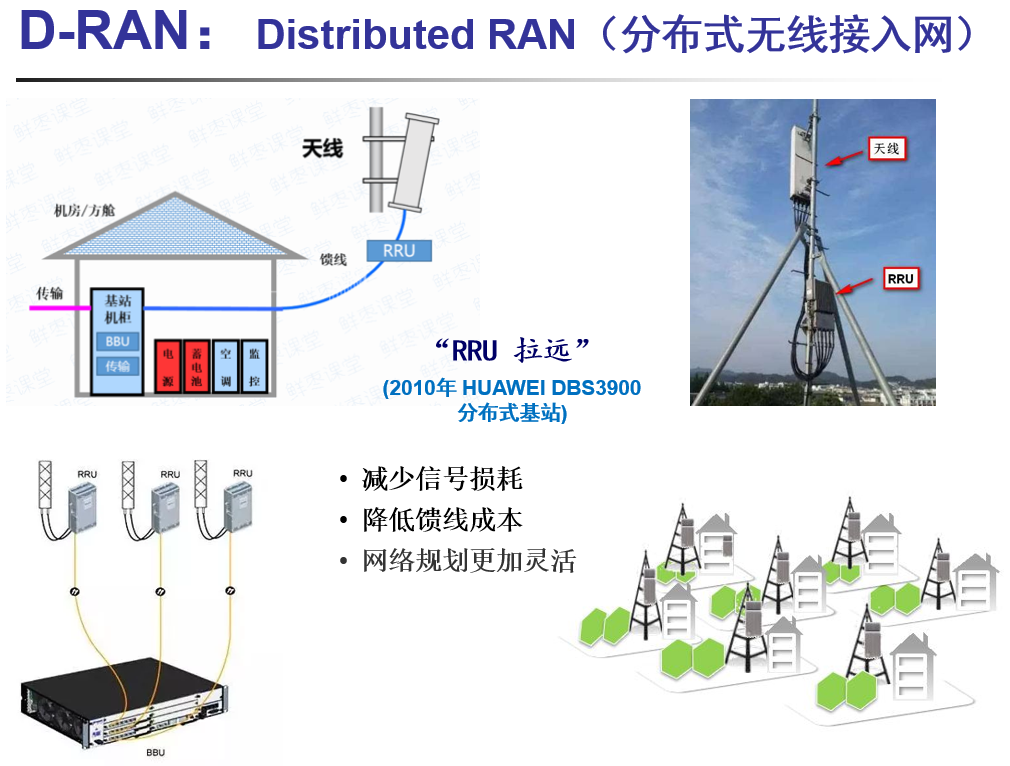 D-RAN： Distributed RAN（分布式无线接入网）
鲜枣课堂
天线
机房/方舱
RRU
馈线
传输
基站
机柜
BBU
传输
电源
蓄电池
空调
监控
天线
RRU
“RRU 拉远”
(2010年 HUAWEI DBS3900
分布式基站)
RRU
RRU
RRU
BBU
• 减少信号损耗
• 降低馈线成本
• 网络规划更加灵活